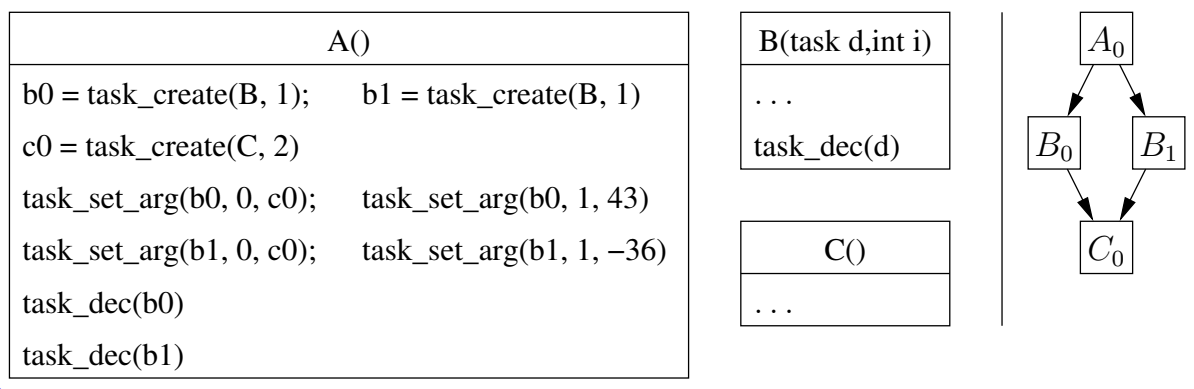 A()
b0 = task_create(B, 1); b1 = task_create(B, 1)
c0 = task_create(C, 2)
task_set_arg(b0, 0, c0); task_set_arg(b0, 1, 43)
task_set_arg(b1, 0, c0); task_set_arg(b1, 1, −36)
task_dec(b0)
task_dec(b1)
B(task d,int i)
. . .
task_dec(d)
C()
. . .
A₀
B₀ B₁
C₀